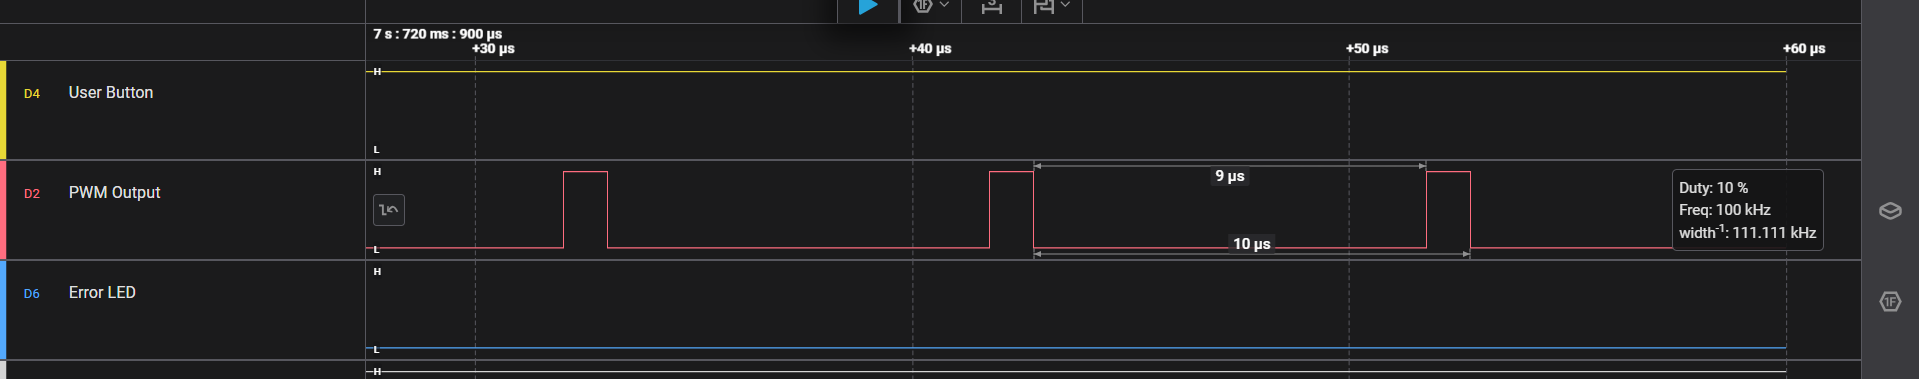 7 s : 720 ms : 900 µs
+30 µs
+40 µs
+50 µs
+60 µs
D4 User Button
H
L
D2 PWM Output
H
L
9 µs
10 µs
Duty: 10 %
Freq: 100 kHz
width⁻¹: 111.111 kHz
D6 Error LED
H
L
H
1F